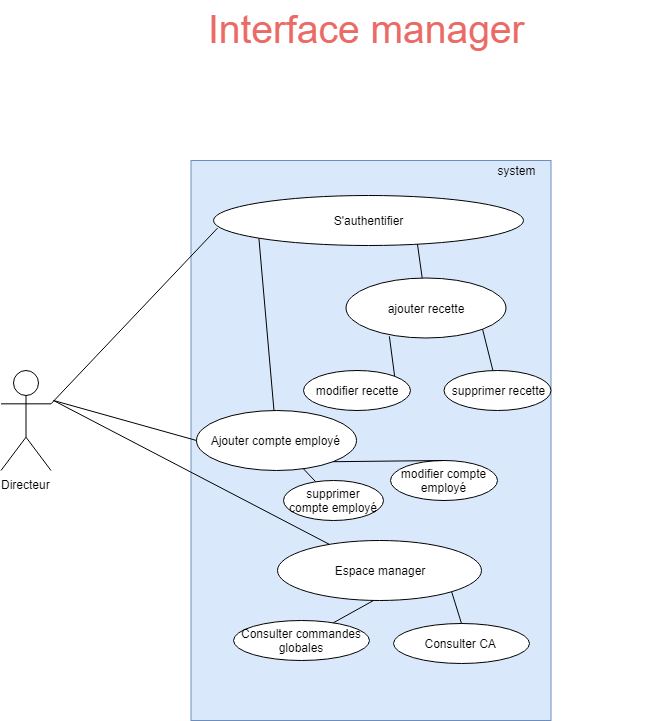 Interface manager
system
S'authentifier
ajouter recette
modifier recette
supprimer recette
Ajouter compte employé
modifier compte
employé
Directeur
supprimer
compte employé
Espace manager
Consulter commandes
globales
Consulter CA